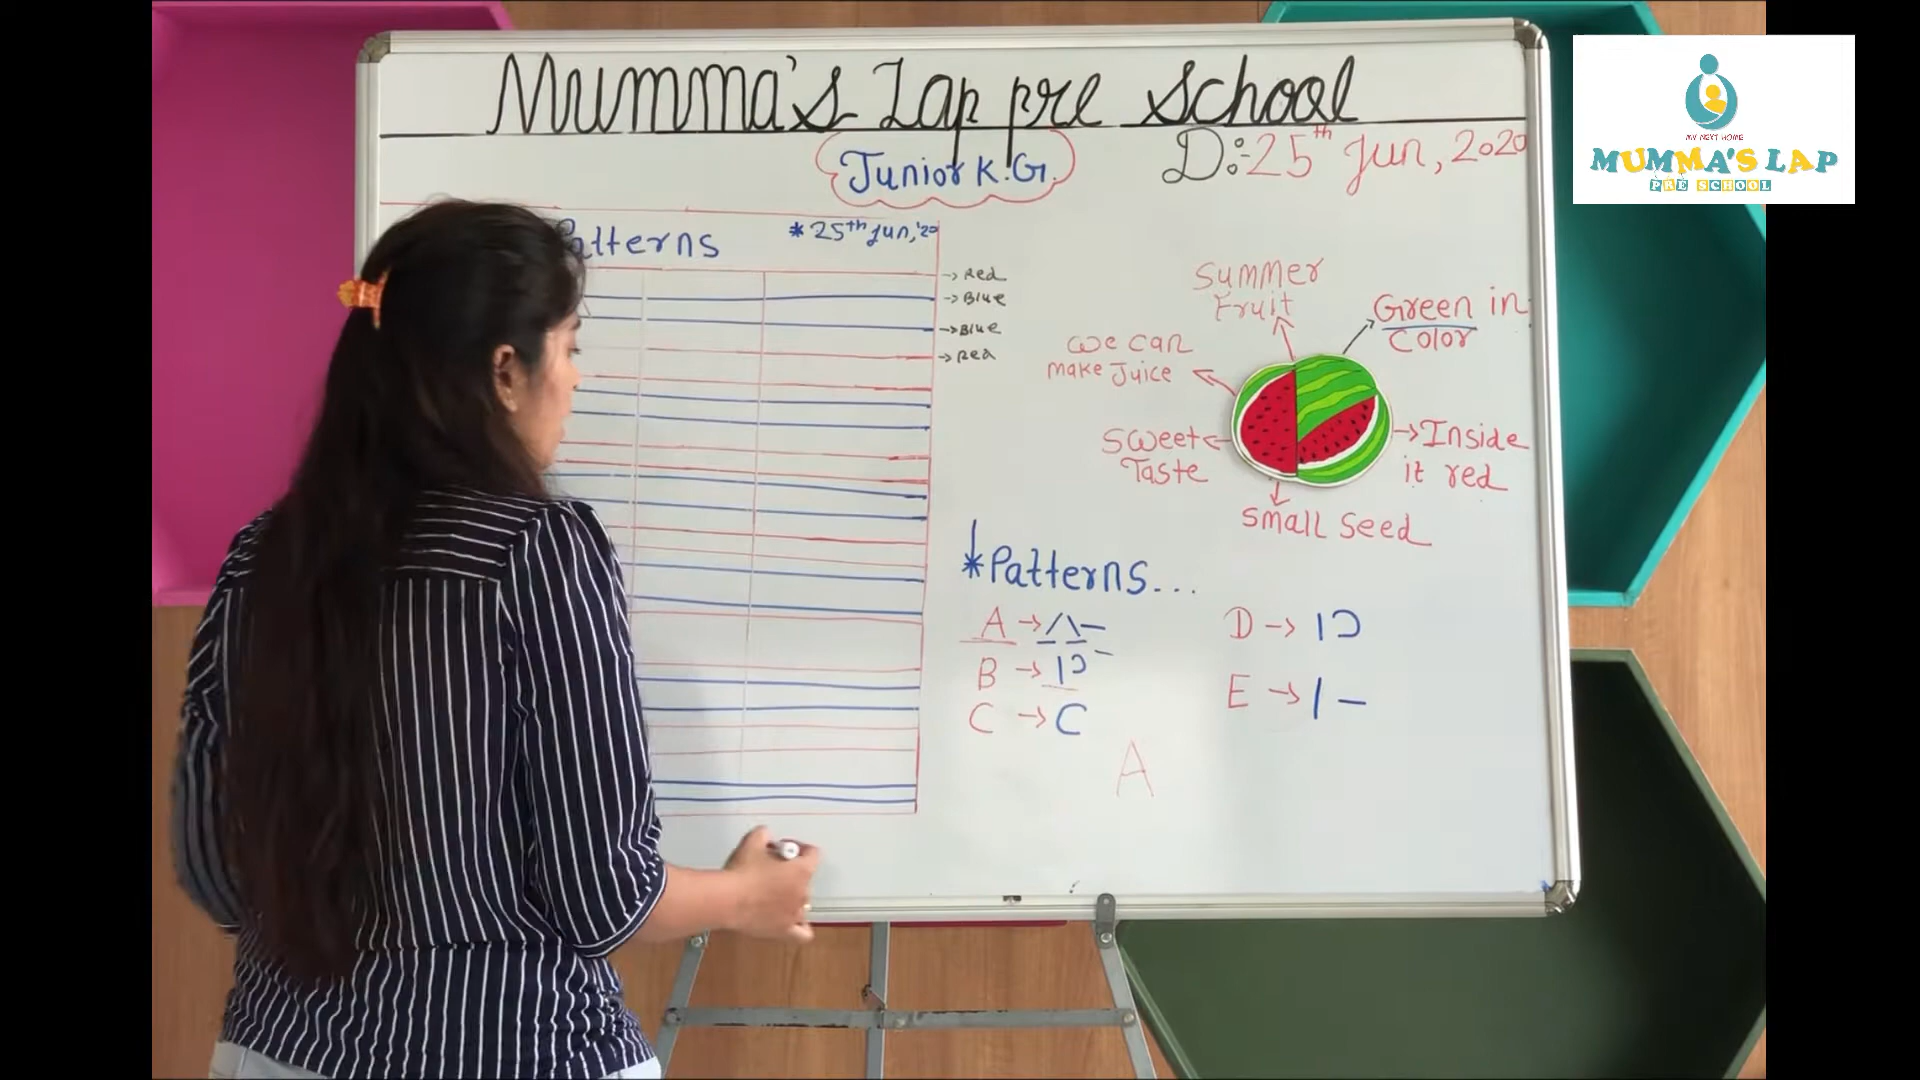 Mumma's Lap pre school
Junior K.G.
D:-25th Jun, 2020
MY NEXT HOME
MUMMA'S LAP
PRE SCHOOL
Patterns
* 25th Jun,'20
→ Red
→ Blue
→ Blue
→ Red
Summer
Fruit
Green in
Color
We can
make Juice
Sweet
Taste
Inside
it red
Small Seed
*Patterns...
A → / \ –
B → I Ɔ
C → C
D → I Ɔ
E → I –
A